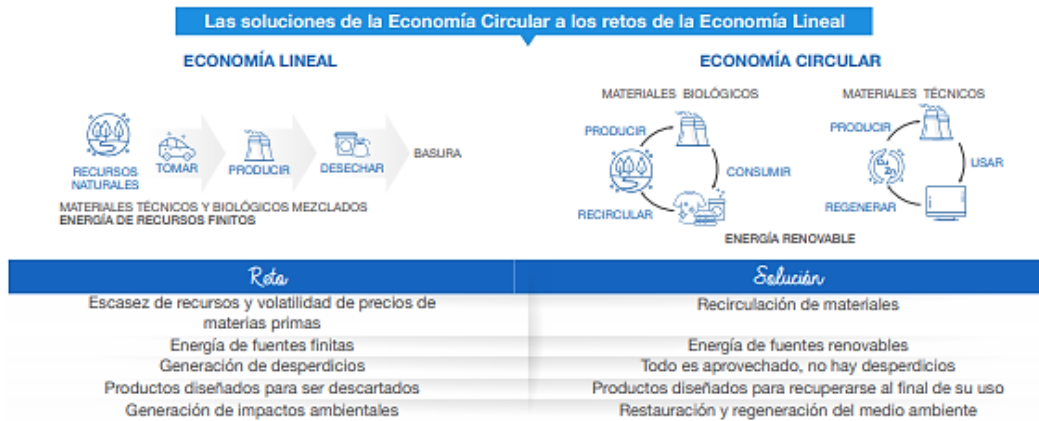 Las soluciones de la Economía Circular a los retos de la Economía Lineal
ECONOMÍA LINEAL
RECURSOS
NATURALES
TOMAR
PRODUCIR
DESECHAR
BASURA
MATERIALES TÉCNICOS Y BIOLÓGICOS MEZCLADOS
ENERGÍA DE RECURSOS FINITOS
ECONOMÍA CIRCULAR
MATERIALES BIOLÓGICOS
PRODUCIR
CONSUMIR
RECIRCULAR
MATERIALES TÉCNICOS
PRODUCIR
Zn
USAR
REGENERAR
ENERGÍA RENOVABLE
Reto
Solución
Escasez de recursos y volatilidad de precios de
materias primas
Recirculación de materiales
Energía de fuentes finitas
Energía de fuentes renovables
Generación de desperdicios
Todo es aprovechado, no hay desperdicios
Productos diseñados para ser descartados
Productos diseñados para recuperarse al final de su uso
Generación de impactos ambientales
Restauración y regeneración del medio ambiente